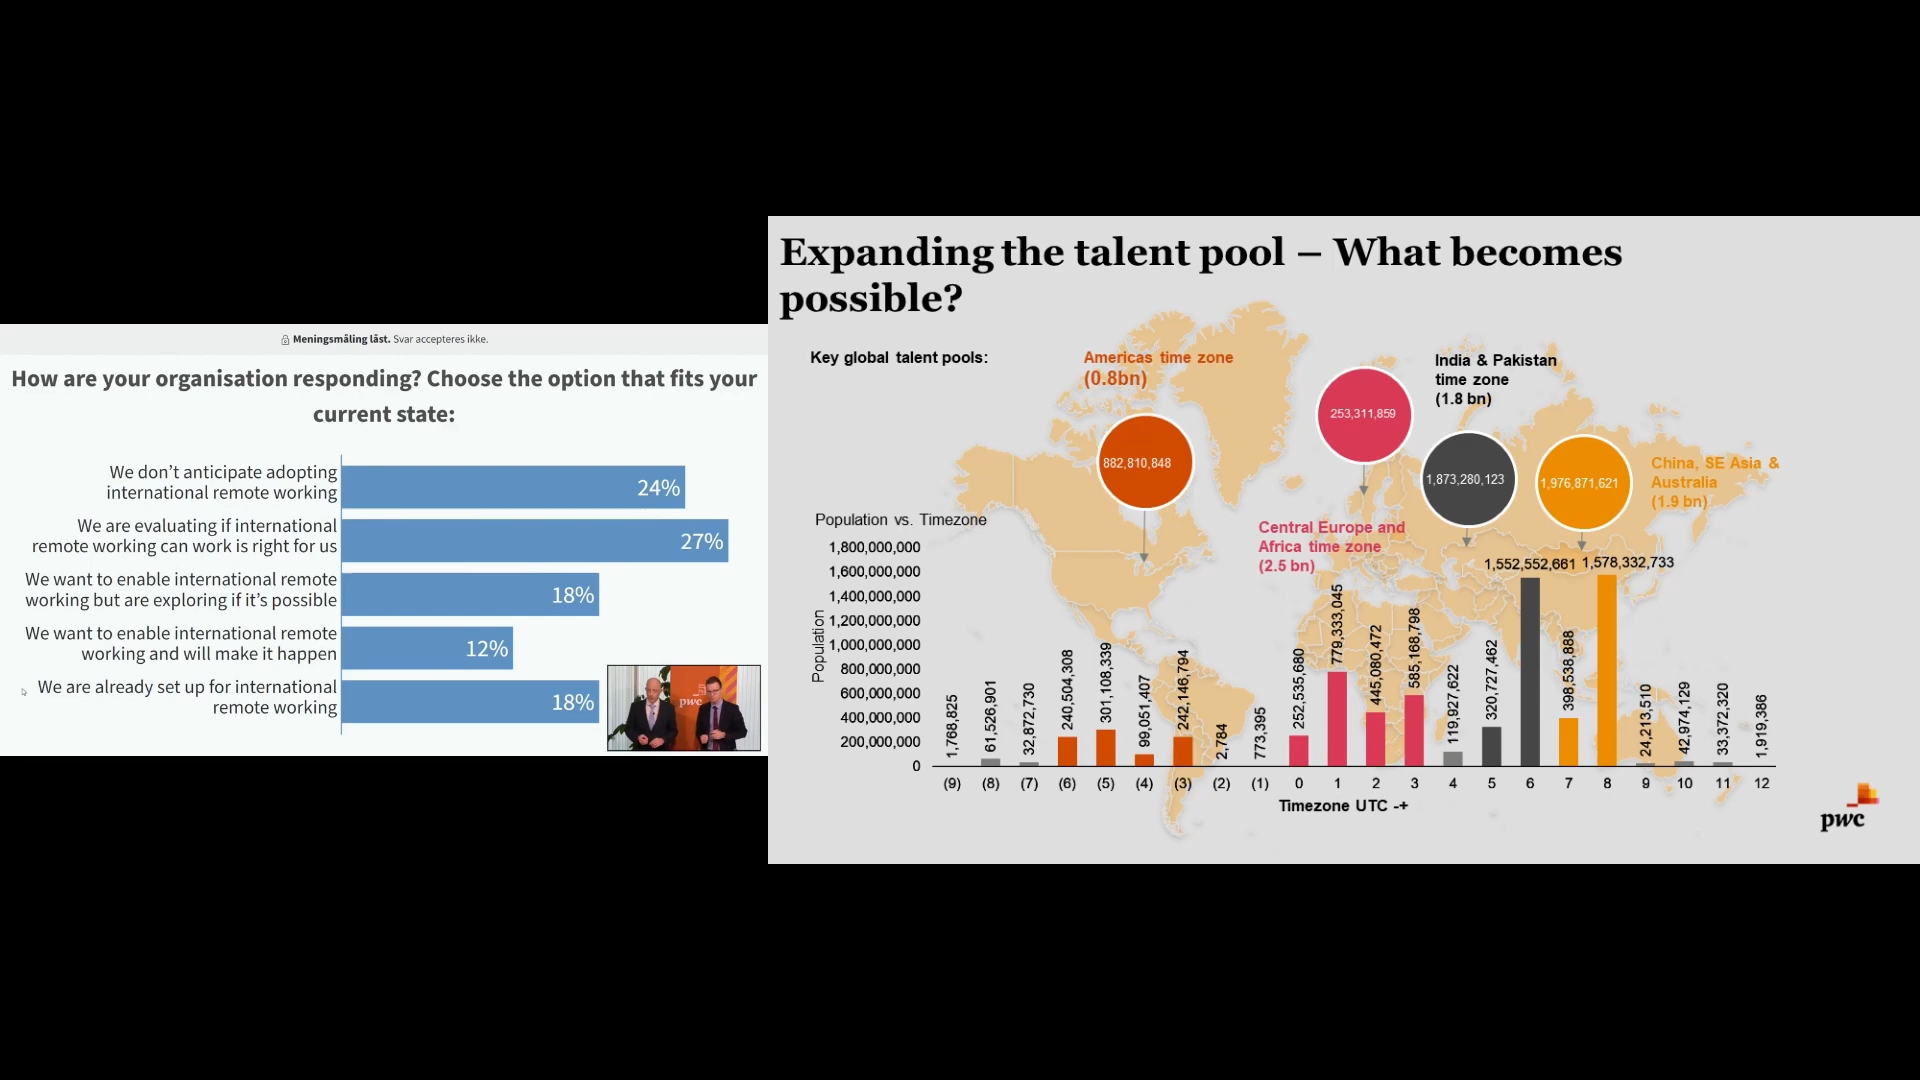 Meningsmåling låst. Svar accepteres ikke.
How are your organisation responding? Choose the option that fits your
current state:
We don’t anticipate adopting
international remote working
24%
We are evaluating if international
remote working can work is right for us
27%
We want to enable international remote
working but are exploring if it’s possible
18%
We want to enable international remote
working and will make it happen
12%
We are already set up for international
remote working
18%
pwc
Expanding the talent pool – What becomes
possible?
Key global talent pools:
Americas time zone
(0.8bn)
882,810,848
253,311,859
Central Europe and
Africa time zone
(2.5 bn)
India & Pakistan
time zone
(1.8 bn)
1,873,280,123
1,976,871,621
China, SE Asia &
Australia
(1.9 bn)
Population vs. Timezone
Population
1,800,000,000
1,600,000,000
1,400,000,000
1,200,000,000
1,000,000,000
800,000,000
600,000,000
400,000,000
200,000,000
0
1,768,825
61,526,901
32,872,730
240,504,308
301,108,339
99,051,407
242,146,794
2,784
773,395
252,535,680
779,333,045
445,080,472
585,168,798
119,927,622
320,727,462
1,552,552,661
398,538,888
1,578,332,733
24,213,510
42,974,129
33,372,320
1,919,386
(9) (8) (7) (6) (5) (4) (3) (2) (1) 0 1 2 3 4 5 6 7 8 9 10 11 12
Timezone UTC -+
pwc